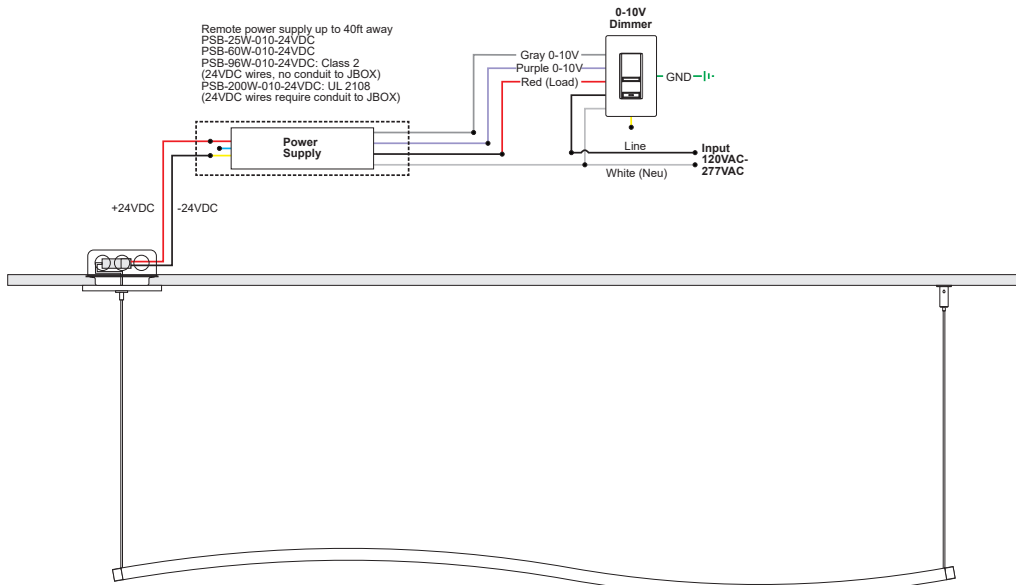 0-10V
Dimmer
Remote power supply up to 40ft away
PSB-25W-010-24VDC
PSB-60W-010-24VDC
PSB-96W-010-24VDC: Class 2
(24VDC wires, no conduit to JBOX)
PSB-200W-010-24VDC: UL 2108
(24VDC wires require conduit to JBOX)
Gray 0-10V
Purple 0-10V
Red (Load)
GND
Power
Supply
Line
Input
120VAC-
277VAC
White (Neu)
+24VDC
-24VDC